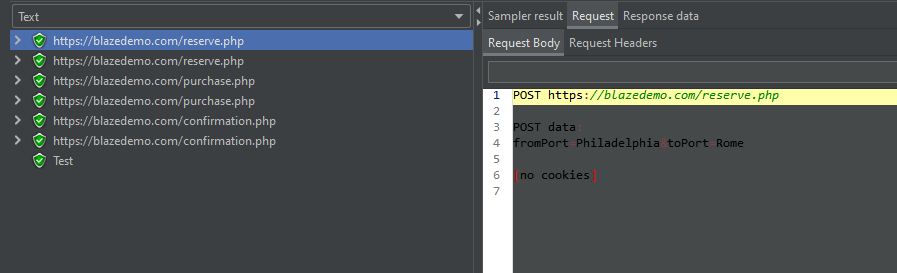 Text
https://blazedemo.com/reserve.php
https://blazedemo.com/reserve.php
https://blazedemo.com/purchase.php
https://blazedemo.com/purchase.php
https://blazedemo.com/confirmation.php
https://blazedemo.com/confirmation.php
Test
Sampler result Request Response data
Request Body Request Headers
1 POST https://blazedemo.com/reserve.php
2
3 POST data:
4 fromPort=Philadelphia&toPort=Rome
5
6 [no cookies]
7